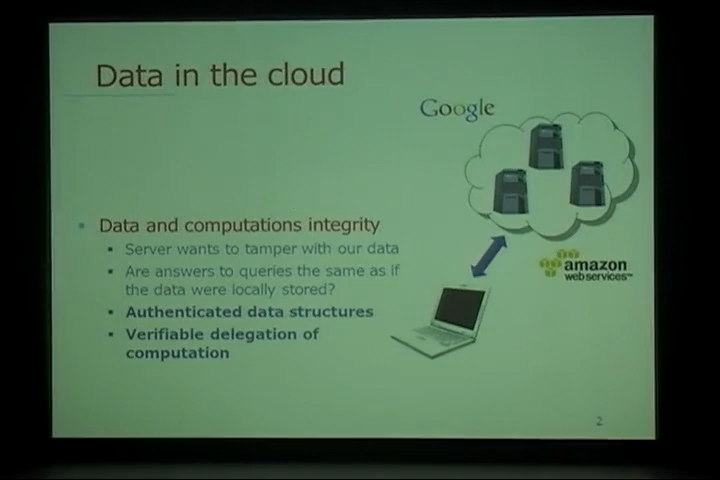 Data in the cloud
Google
Data and computations integrity
Server wants to tamper with our data
Are answers to queries the same as if
the data were locally stored?
Authenticated data structures
Verifiable delegation of
computation
amazon
webservices™
2